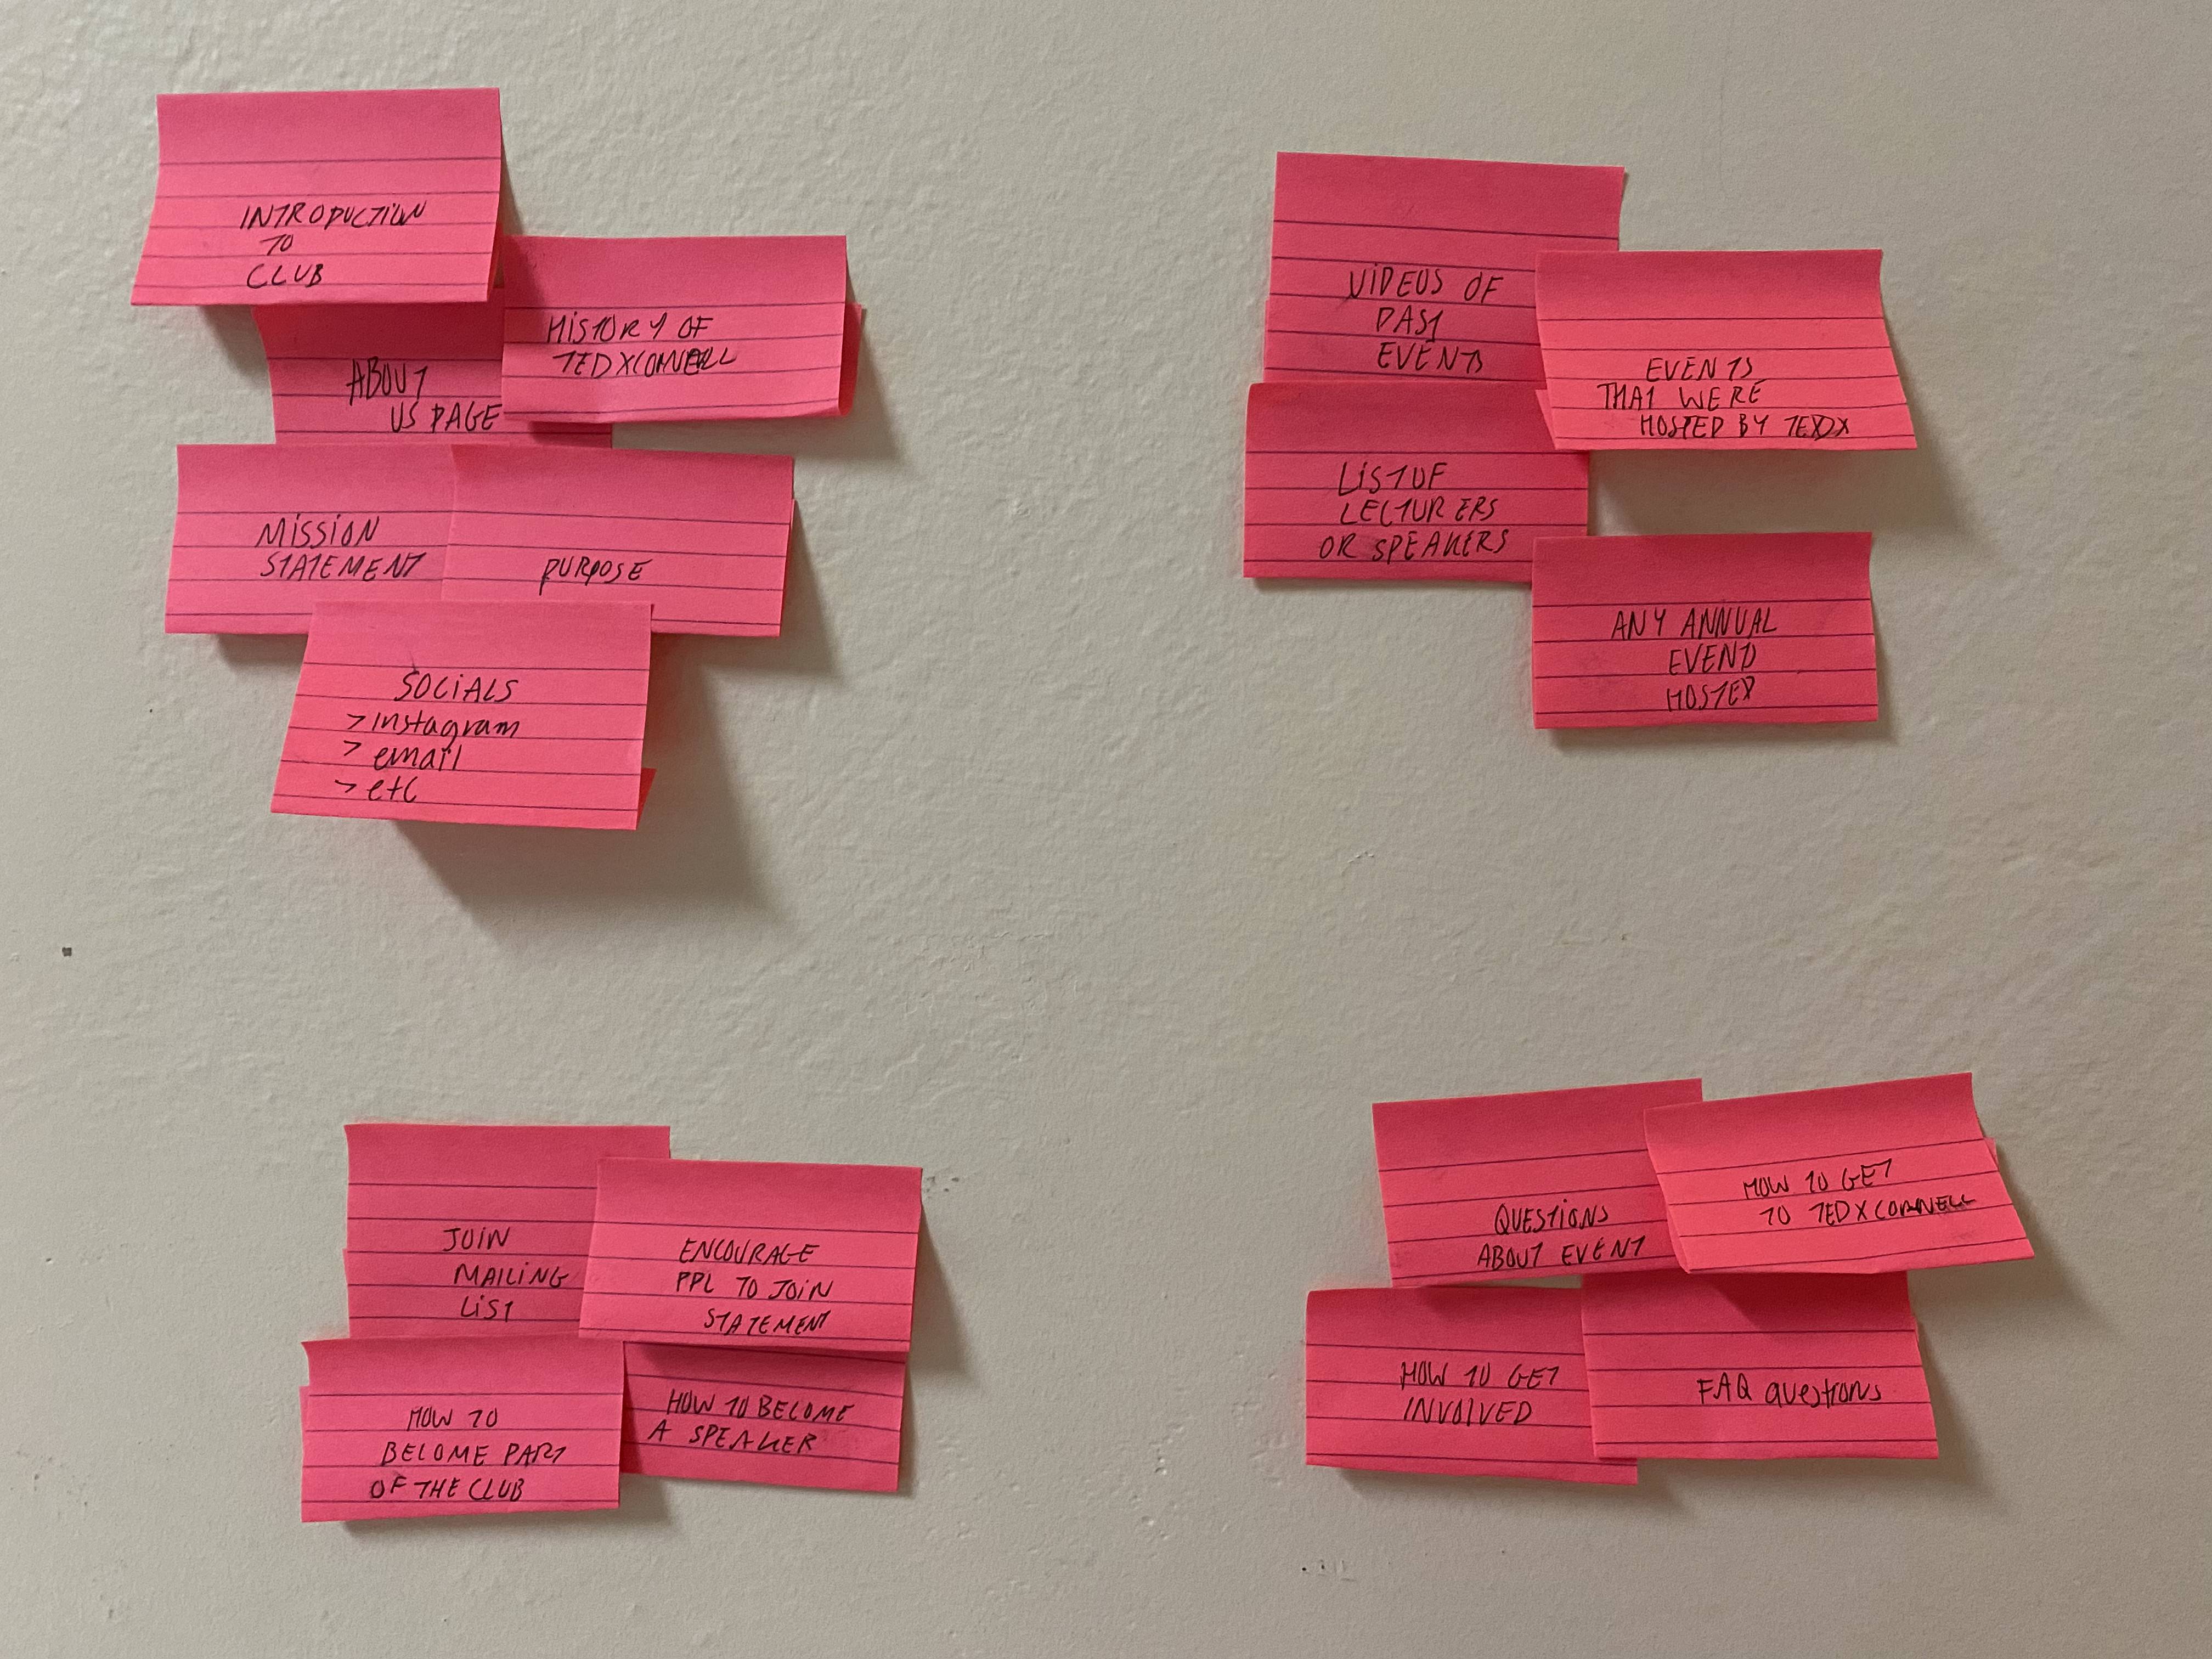 INTRODUCTION
TO
CLUB
HISTORY OF
TEDXCORNELL
ABOUT
US PAGE
MISSION
STATEMENT
PURPOSE
SOCIALS
> instagram
> email
> etc
VIDEOS OF
PAST
EVENTS
EVENTS
THAT WERE
HOSTED BY TEDX
LIST OF
LECTURERS
OR SPEAKERS
ANY ANNUAL
EVENTS
HOSTED
JOIN
MAILING
LIST
ENCOURAGE
PPL TO JOIN
STATEMENT
HOW TO
BECOME PART
OF THE CLUB
HOW TO BECOME
A SPEAKER
QUESTIONS
ABOUT EVENT
HOW TO GET
TO TEDXCORNELL
HOW TO GET
INVOLVED
FAQ questions